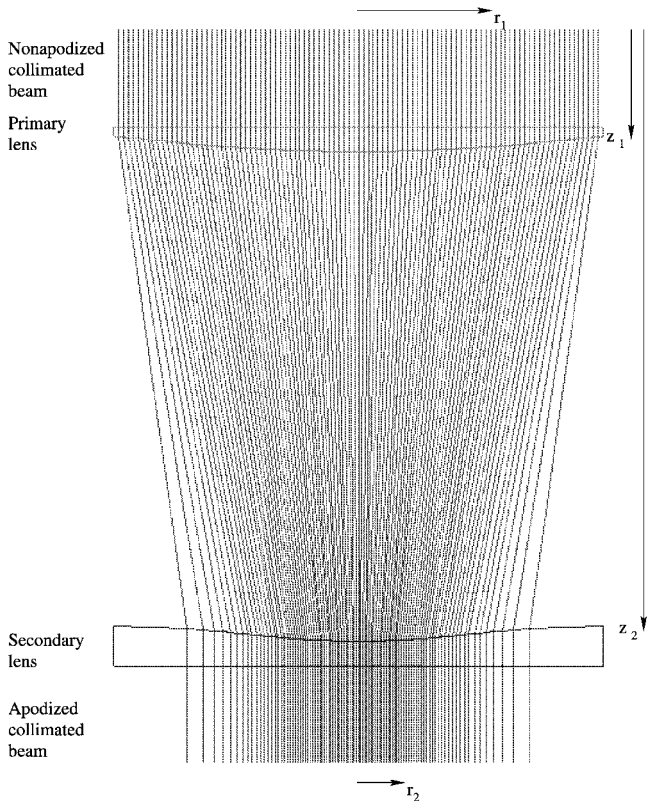 r1
Nonapodized
collimated
beam
Primary
lens
z1
z2
Secondary
lens
Apodized
collimated
beam
r2